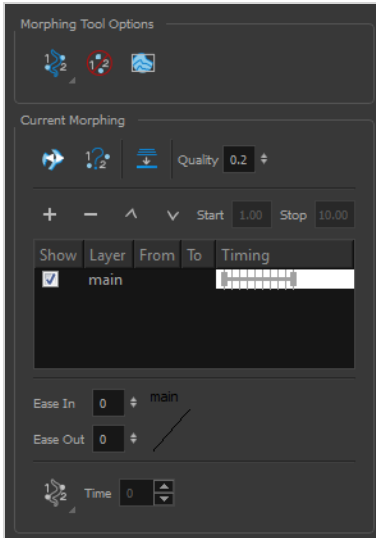 Morphing Tool Options
Current Morphing
Quality 0.2
Start 1.00 Stop 10.00
Show Layer From To Timing
main
Ease In 0 main
Ease Out 0
Time 0